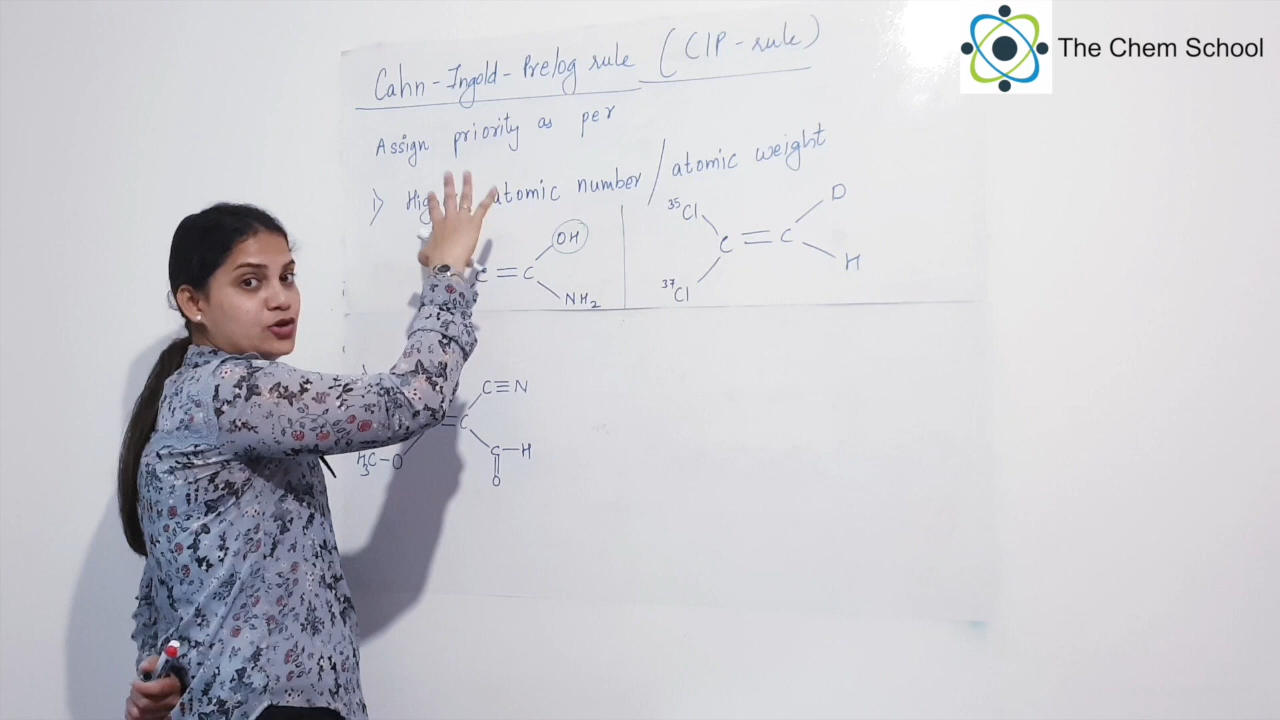 The Chem School
Cahn-Ingold-Prelog rule (CIP-rule)
Assign priority as per
1) atomic number / atomic weight
C=C OH NH₂
³⁵Cl ³⁷Cl C=C D H
C≡N
C
H₃C-O
C-H
O